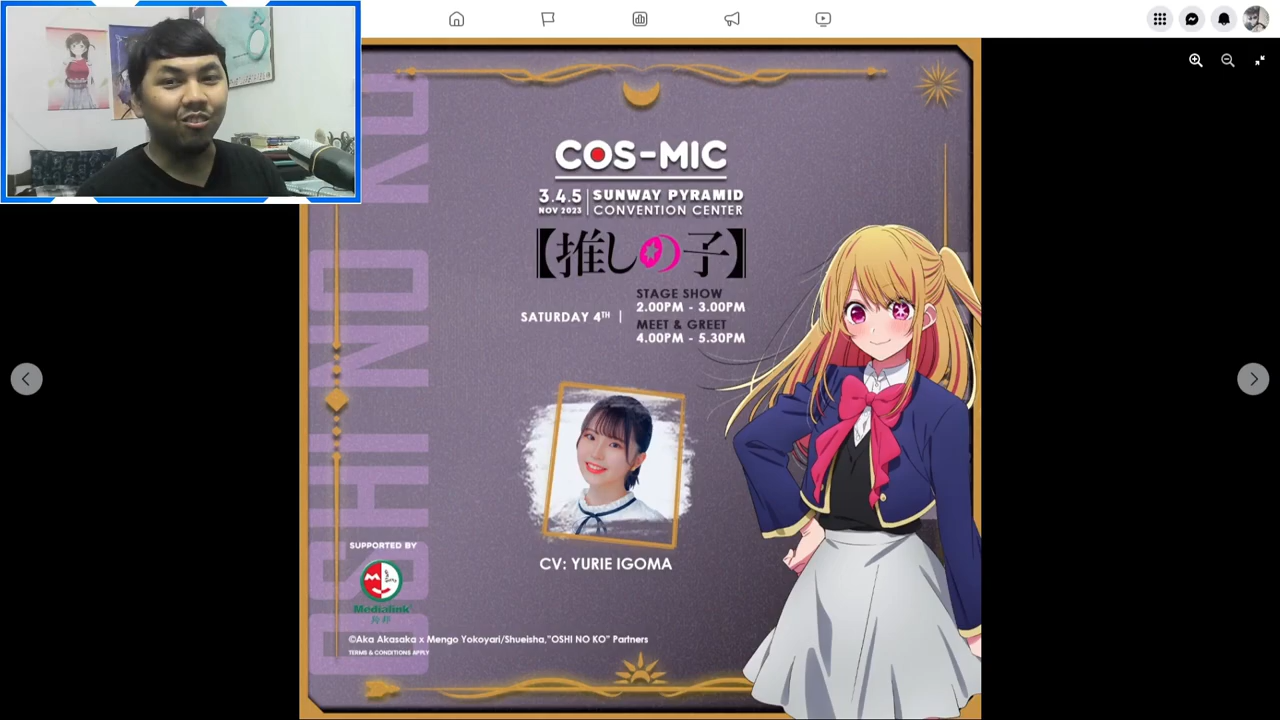 COS-MIC
3.4.5
NOV 2023
SUNWAY PYRAMID
CONVENTION CENTER
【推しの子】
SATURDAY 4TH |
STAGE SHOW
2.00PM - 3.00PM
MEET & GREET
4.00PM - 5.30PM
OSHI NO KO
CV: YURIE IGOMA
SUPPORTED BY
Medialink
©Aka Akasaka x Mengo Yokoyari/Shueisha,"OSHI NO KO" Partners
TERMS & CONDITIONS APPLY